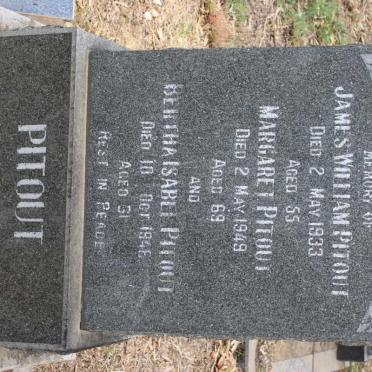 MEMORY OF
JAMES WILLIAM PITOUT
DIED 2 MAY 1933
AGED 55
MARGARET PITOUT
DIED 2 MAY 1949
AGED 69
AND
BERTHA ISABEL PITOUT
DIED 10 OCT 1948
AGED 31
REST IN PEACE
PITOUT